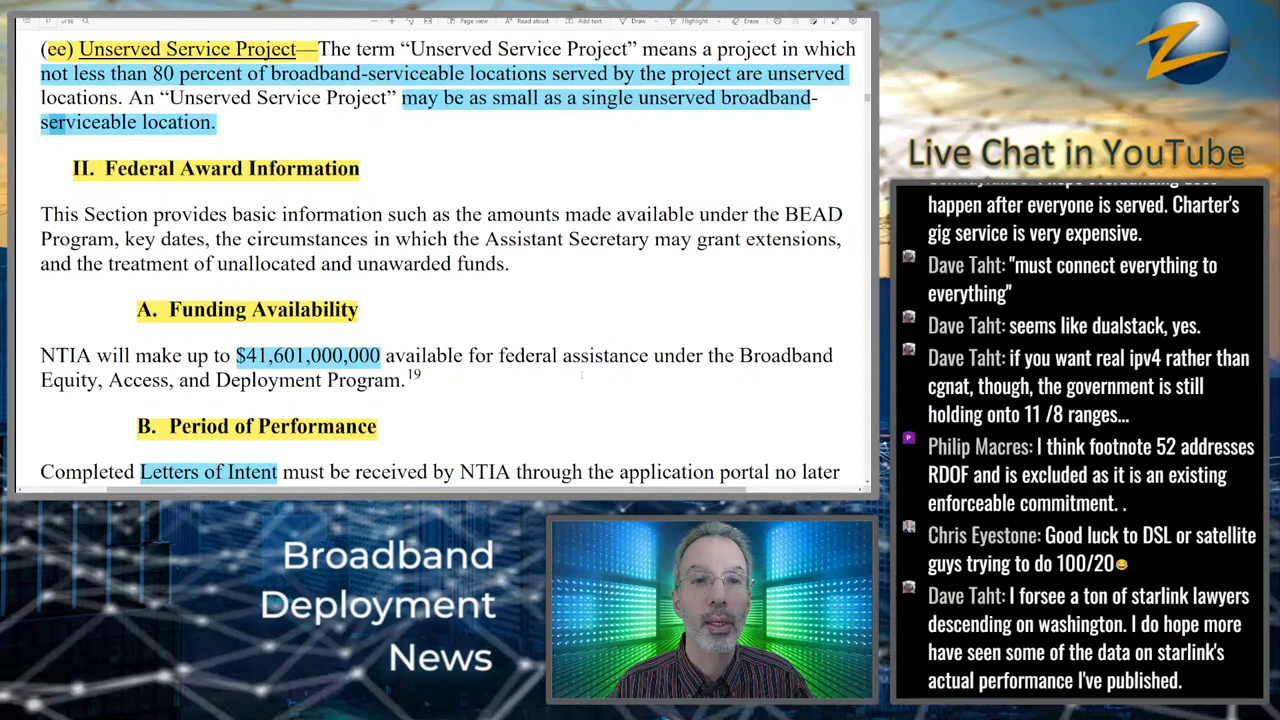 17 of 98
Page view
Read aloud
Add text
Draw
Highlight
Erase
(ee) Unserved Service Project—The term “Unserved Service Project” means a project in which
not less than 80 percent of broadband-serviceable locations served by the project are unserved
locations. An “Unserved Service Project” may be as small as a single unserved broadband-
serviceable location.
II. Federal Award Information
This Section provides basic information such as the amounts made available under the BEAD
Program, key dates, the circumstances in which the Assistant Secretary may grant extensions,
and the treatment of unallocated and unawarded funds.
A. Funding Availability
NTIA will make up to $41,601,000,000 available for federal assistance under the Broadband
Equity, Access, and Deployment Program.19
B. Period of Performance
Completed Letters of Intent must be received by NTIA through the application portal no later
Live Chat in YouTube
happen after everyone is served. Charter's
gig service is very expensive.
Dave Taht: "must connect everything to
everything"
Dave Taht: seems like dualstack, yes.
Dave Taht: if you want real ipv4 rather than
cgnat, though, the government is still
holding onto 11 /8 ranges...
P
Philip Macres: I think footnote 52 addresses
RDOF and is excluded as it is an existing
enforceable commitment. .
Chris Eyestone: Good luck to DSL or satellite
guys trying to do 100/20😂
Dave Taht: I forsee a ton of starlink lawyers
descending on washington. I do hope more
have seen some of the data on starlink's
actual performance I've published.
Broadband
Deployment
News